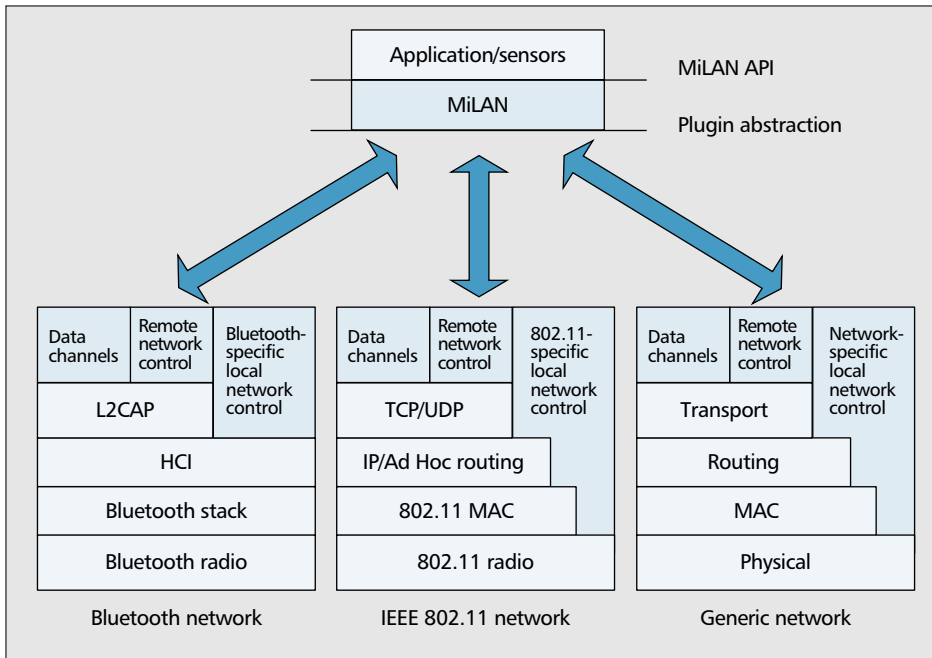 Application/sensors
MiLAN API
MiLAN
Plugin abstraction
Data
channels
Remote
network
control
Bluetooth-
specific
local
network
control
L2CAP
HCI
Bluetooth stack
Bluetooth radio
Bluetooth network
Data
channels
Remote
network
control
802.11-
specific
local
network
control
TCP/UDP
IP/Ad Hoc routing
802.11 MAC
802.11 radio
IEEE 802.11 network
Data
channels
Remote
network
control
Network-
specific
local
network
control
Transport
Routing
MAC
Physical
Generic network